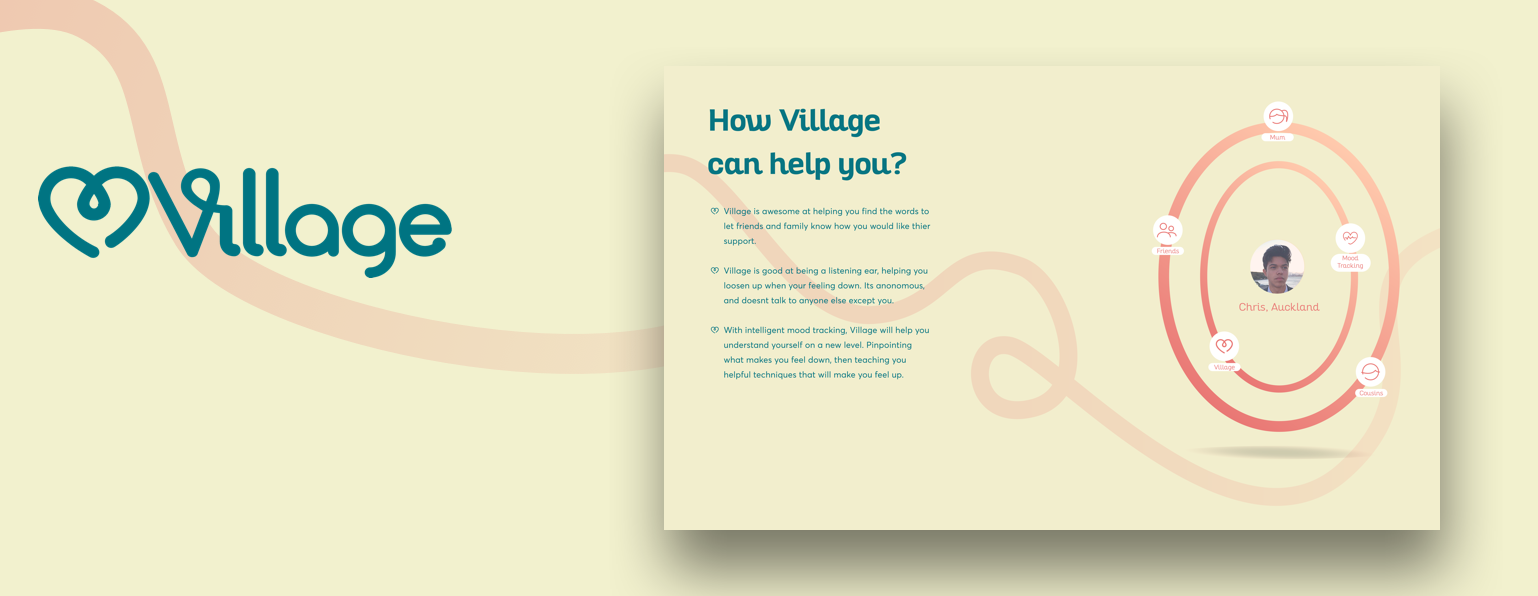 Village
How Village
can help you?
Village is awesome at helping you find the words to
let friends and family know how you would like thier
support.
Village is good at being a listening ear, helping you
loosen up when your feeling down. Its anonomous,
and doesnt talk to anyone else except you.
With intelligent mood tracking, Village will help you
understand yourself on a new level. Pinpointing
what makes you feel down, then teaching you
helpful techniques that will make you feel up.
Mum
Friends
Mood
Tracking
Chris, Auckland
Village
Cousins